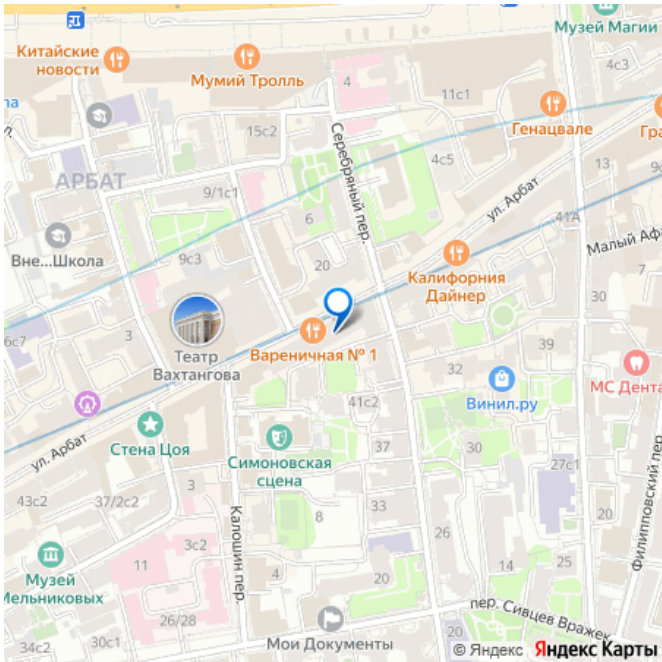 Музей Магии
Китайские
новости
Мумий Тролль
4
4с3
11с1
Генацвале
15с2
Серебряный пер.
4с5
13
АРБАТ
9/1с1
ул. Арбат
6
41А
Вне...Школа
9с3
20
Калифорния
Дайнер
30
7
3
Театр
Вахтангова
Вареничная № 1
39
32
МС Дента
Винил.ру
41с2
ул. Арбат
Стена Цоя
Симоновская
сцена
37
30
27с1
43с2
37/2с2
3
Калошин пер.
8
33
20
Филипповский пер.
3с2
26
Музей
Мельниковых
11
4
20
14
25
26/28
пер. Сивцев Вражек
34с2
30с1
Мои Документы
© Яндекс Яндекс Карты